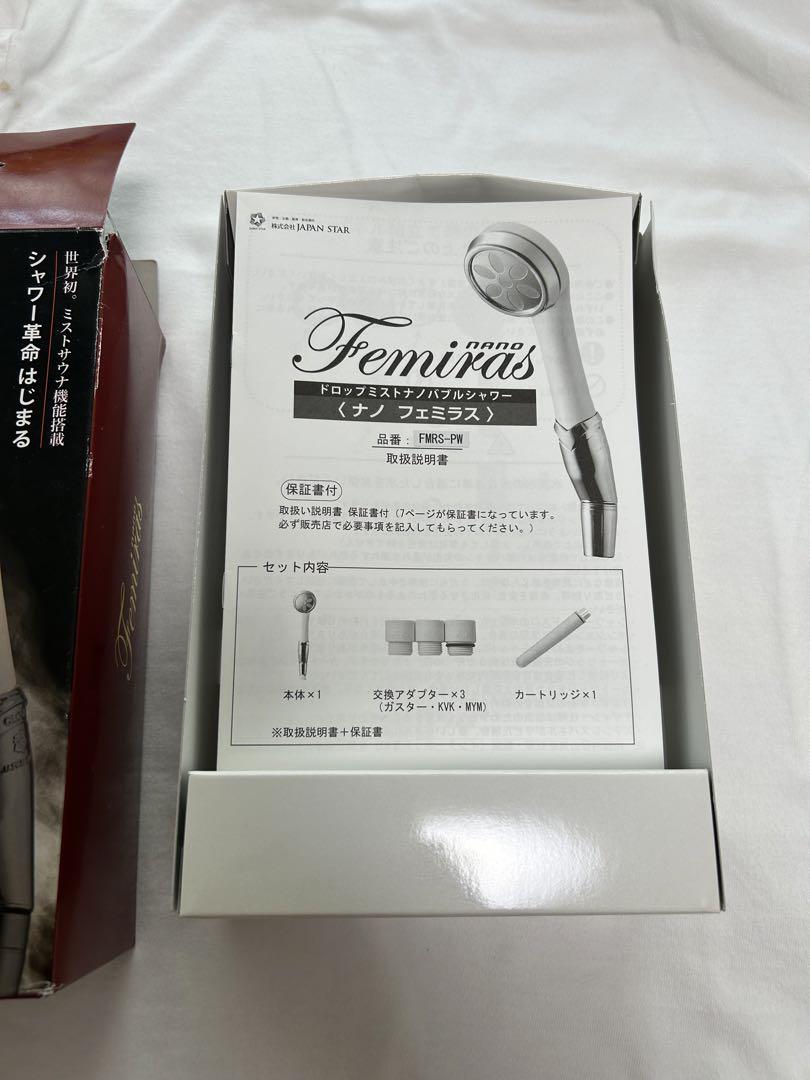 世界初。ミストサウナ機能搭載
シャワー革命はじまる
Femiras
JAPAN STAR
株式会社 JAPAN STAR
Femiras
nano
ドロップミストナノバブルシャワー
〈ナノ フェミラス〉
品番：FMRS-PW
取扱説明書
保証書付
取扱い説明書 保証書付（7ページが保証書になっています。
必ず販売店で必要事項を記入してもらってください。）
セット内容
本体×1
交換アダプター×3
（ガスター・KVK・MYM）
カートリッジ×1
※取扱説明書＋保証書